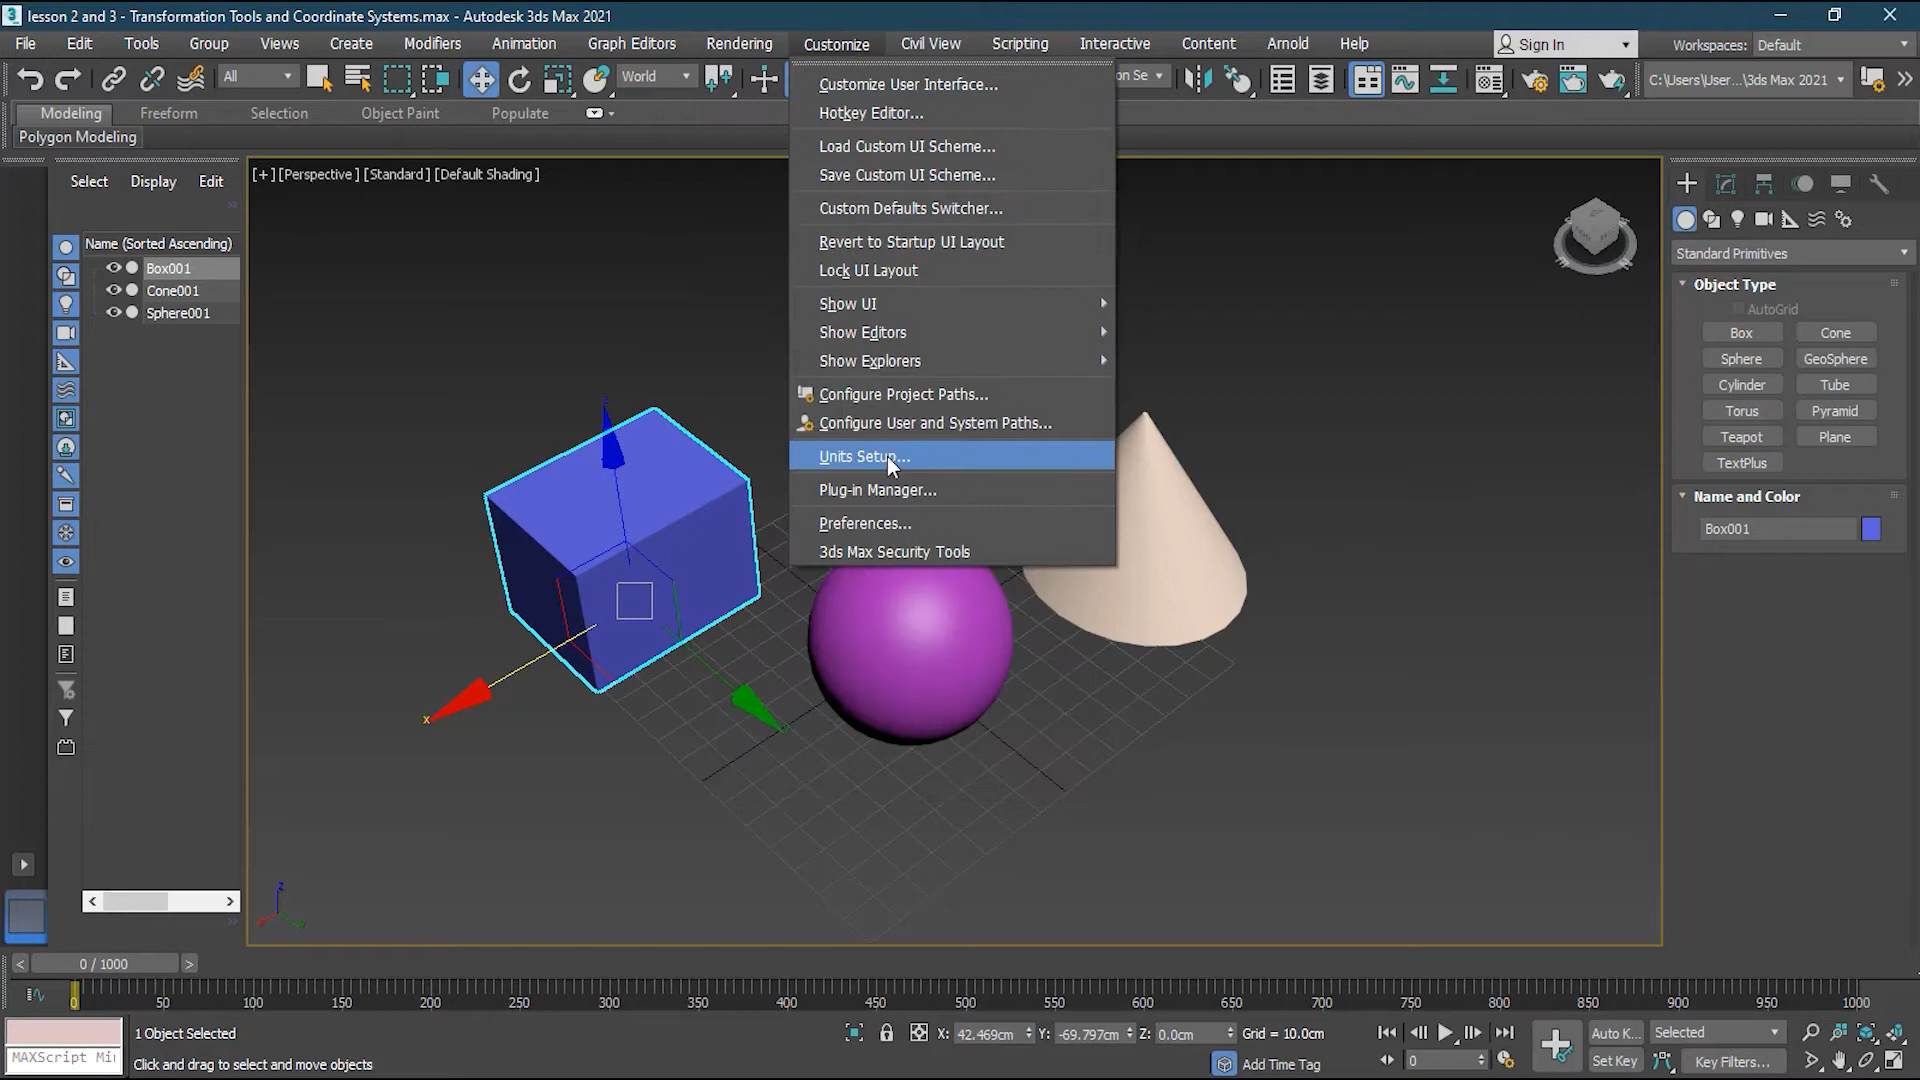 lesson 2 and 3 - Transformation Tools and Coordinate Systems.max - Autodesk 3ds Max 2021
File Edit Tools Group Views Create Modifiers Animation Graph Editors Rendering Customize Civil View Scripting Interactive Content Arnold Help Sign In Workspaces: Default
All World on Se C:\Users\User...\3ds Max 2021
Modeling Freeform Selection Object Paint Populate
Polygon Modeling
Select Display Edit
Name (Sorted Ascending)
Box001
Cone001
Sphere001
[+] [Perspective] [Standard] [Default Shading]
Customize User Interface...
Hotkey Editor...
Load Custom UI Scheme...
Save Custom UI Scheme...
Custom Defaults Switcher...
Revert to Startup UI Layout
Lock UI Layout
Show UI
Show Editors
Show Explorers
Configure Project Paths...
Configure User and System Paths...
Units Setup...
Plug-in Manager...
Preferences...
3ds Max Security Tools
z
x
z
Standard Primitives
Object Type
AutoGrid
Box Cone
Sphere GeoSphere
Cylinder Tube
Torus Pyramid
Teapot Plane
TextPlus
Name and Color
Box001
< 0 / 1000 >
0 50 100 150 200 250 300 350 400 450 500 550 600 650 700 750 800 850 900 950 1000
1 Object Selected X: 42.469cm Y: -69.797cm Z: 0.0cm Grid = 10.0cm Auto K... Selected
MAXScript Mi Click and drag to select and move objects Add Time Tag 0 Set Key Key Filters...